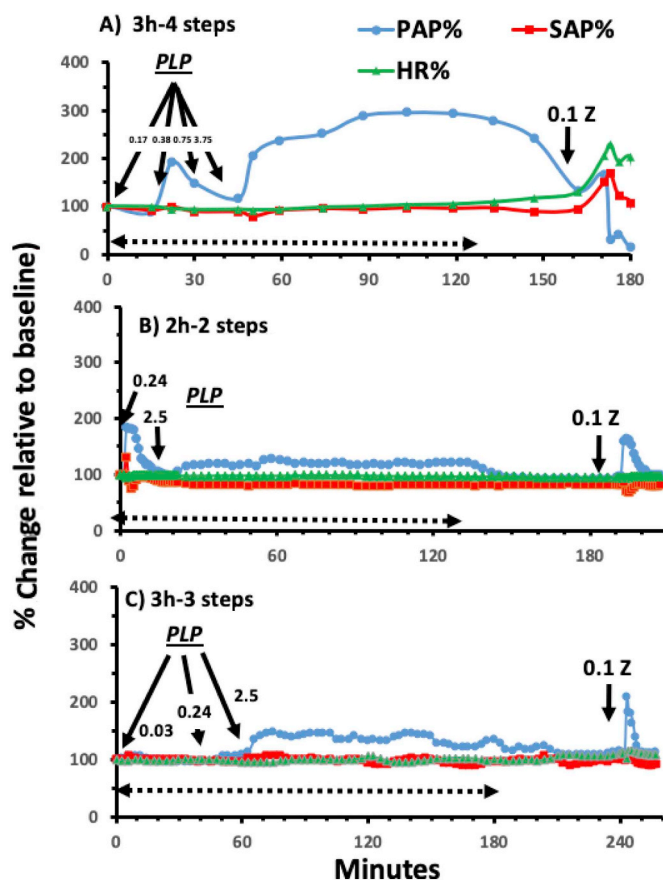 A) 3h-4 steps
PAP% SAP%
HR%
PLP
0.17 0.38 0.75 3.75
0.1 Z
400
300
200
100
0
0 30 60 90 120 150 180
B) 2h-2 steps
0.24
PLP
2.5
0.1 Z
400
300
200
100
0
0 60 120 180
C) 3h-3 steps
PLP
0.03
0.24
2.5
0.1 Z
400
300
200
100
0
0 60 120 180 240
% Change relative to baseline
Minutes